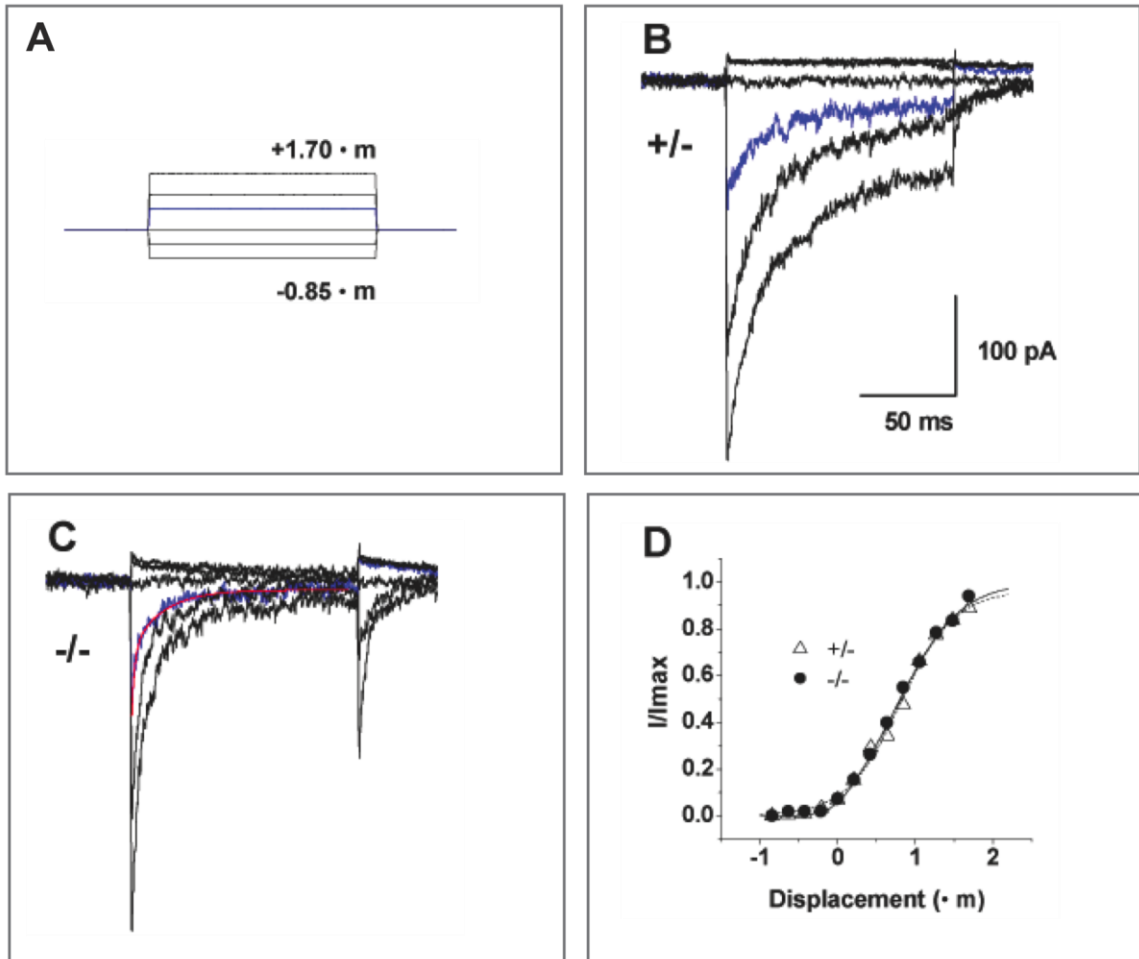 A
+1.70 · m
-0.85 · m
B
+/-
100 pA
50 ms
C
-/-
D
1.0
0.8
0.6
0.4
0.2
0.0
I/Imax
+/-
-/-
-1 0 1 2
Displacement (· m)